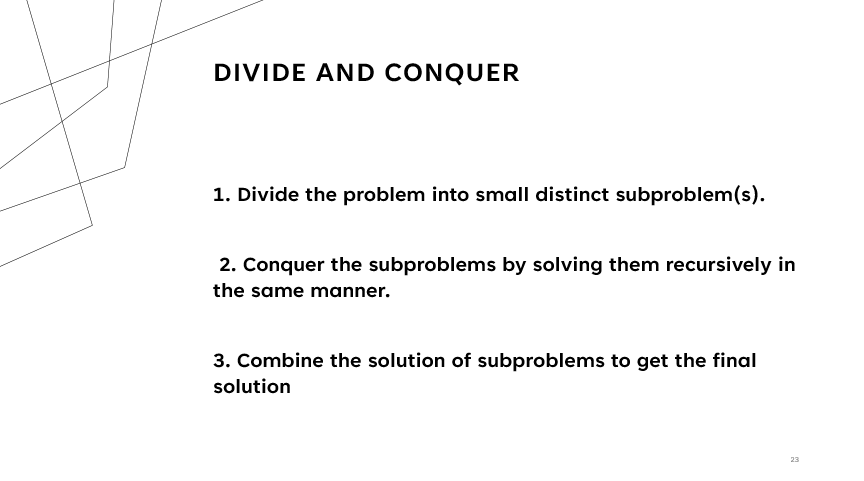 DIVIDE AND CONQUER
1. Divide the problem into small distinct subproblem(s).
2. Conquer the subproblems by solving them recursively in
the same manner.
3. Combine the solution of subproblems to get the final
solution
23